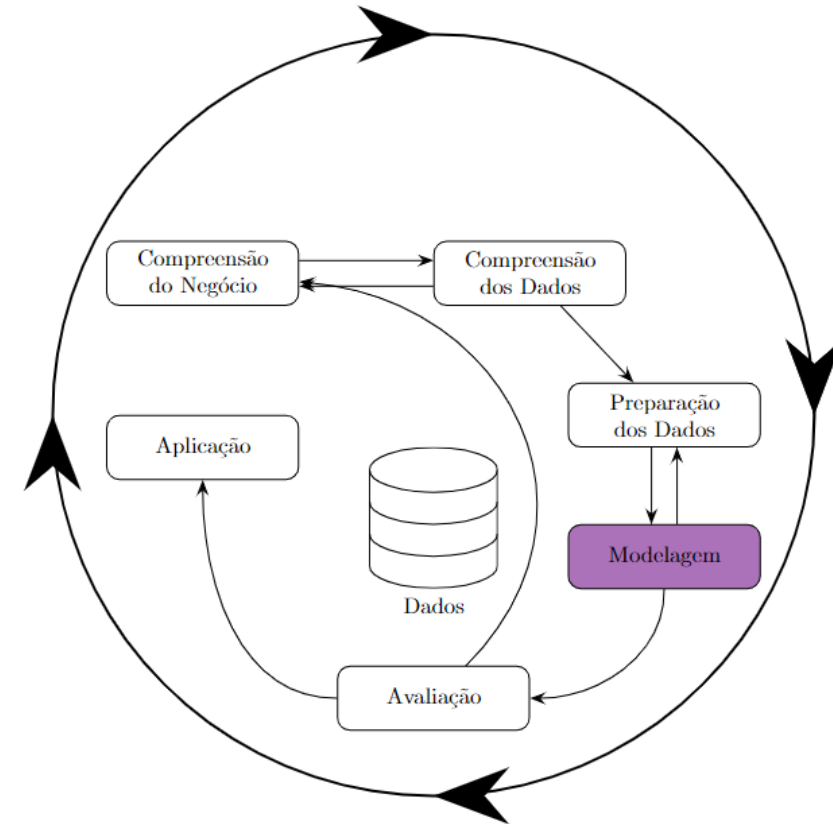 Compreensão
do Negócio
Compreensão
dos Dados
Preparação
dos Dados
Aplicação
Modelagem
Dados
Avaliação